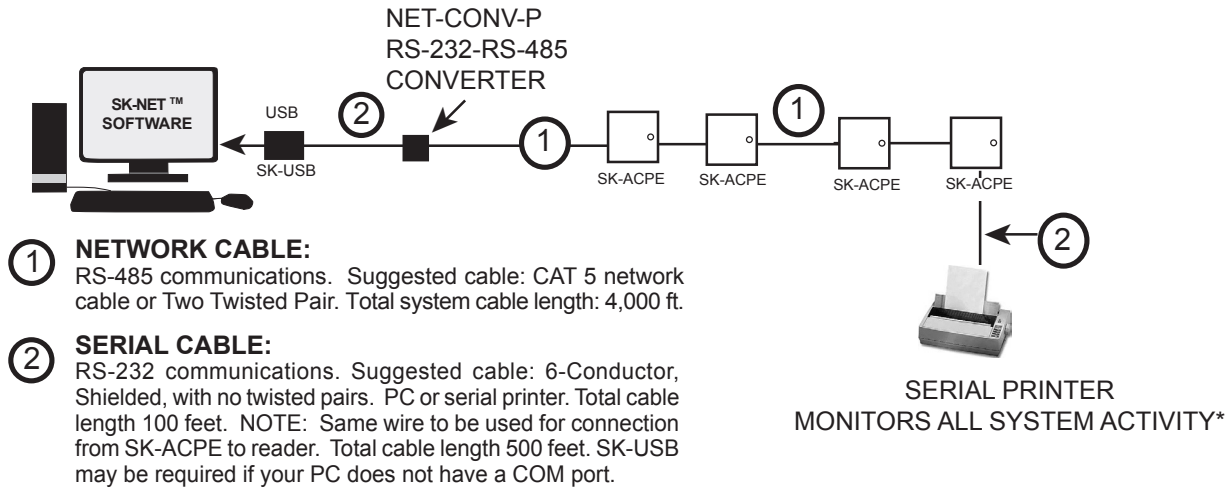 NET-CONV-P
RS-232-RS-485
CONVERTER
SK-NET ™
SOFTWARE
USB
2
SK-USB
1
1
SK-ACPE
SK-ACPE
SK-ACPE
SK-ACPE
2
1
NETWORK CABLE:
RS-485 communications. Suggested cable: CAT 5 network
cable or Two Twisted Pair. Total system cable length: 4,000 ft.
2
SERIAL CABLE:
RS-232 communications. Suggested cable: 6-Conductor,
Shielded, with no twisted pairs. PC or serial printer. Total cable
length 100 feet. NOTE: Same wire to be used for connection
from SK-ACPE to reader. Total cable length 500 feet. SK-USB
may be required if your PC does not have a COM port.
SERIAL PRINTER
MONITORS ALL SYSTEM ACTIVITY*